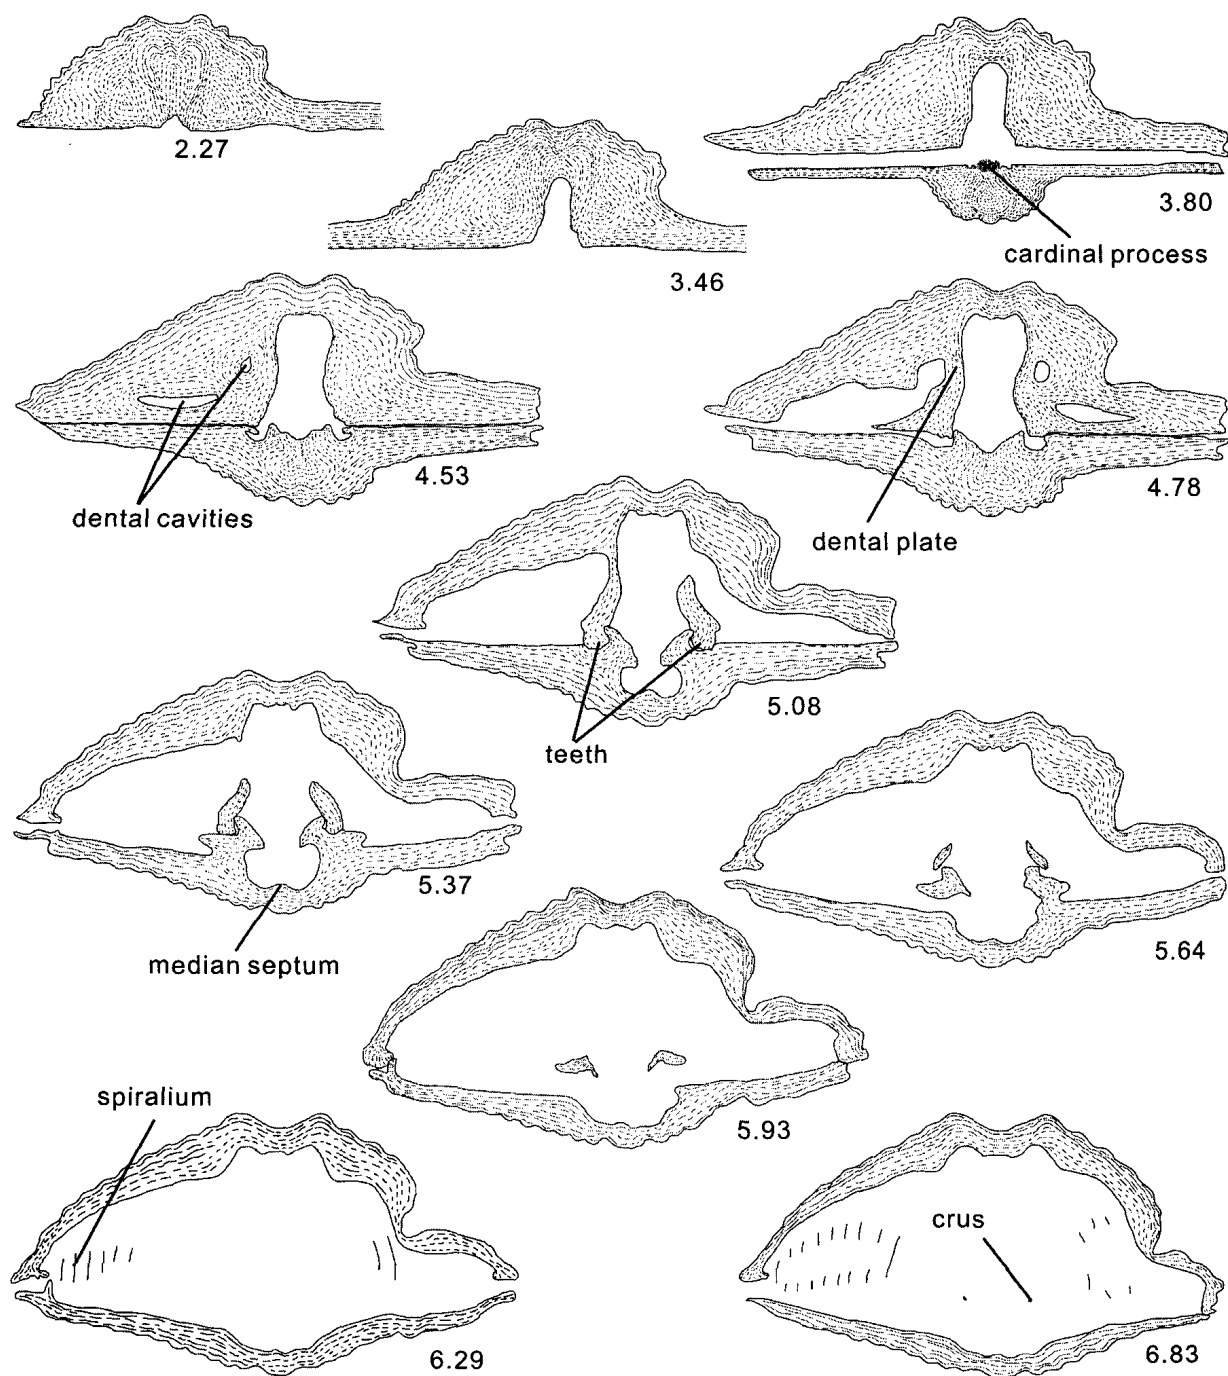 2.27
3.46
3.80
cardinal process
4.53
dental cavities
4.78
dental plate
5.08
teeth
5.37
median septum
5.64
5.93
spiralium
6.29
crus
6.83